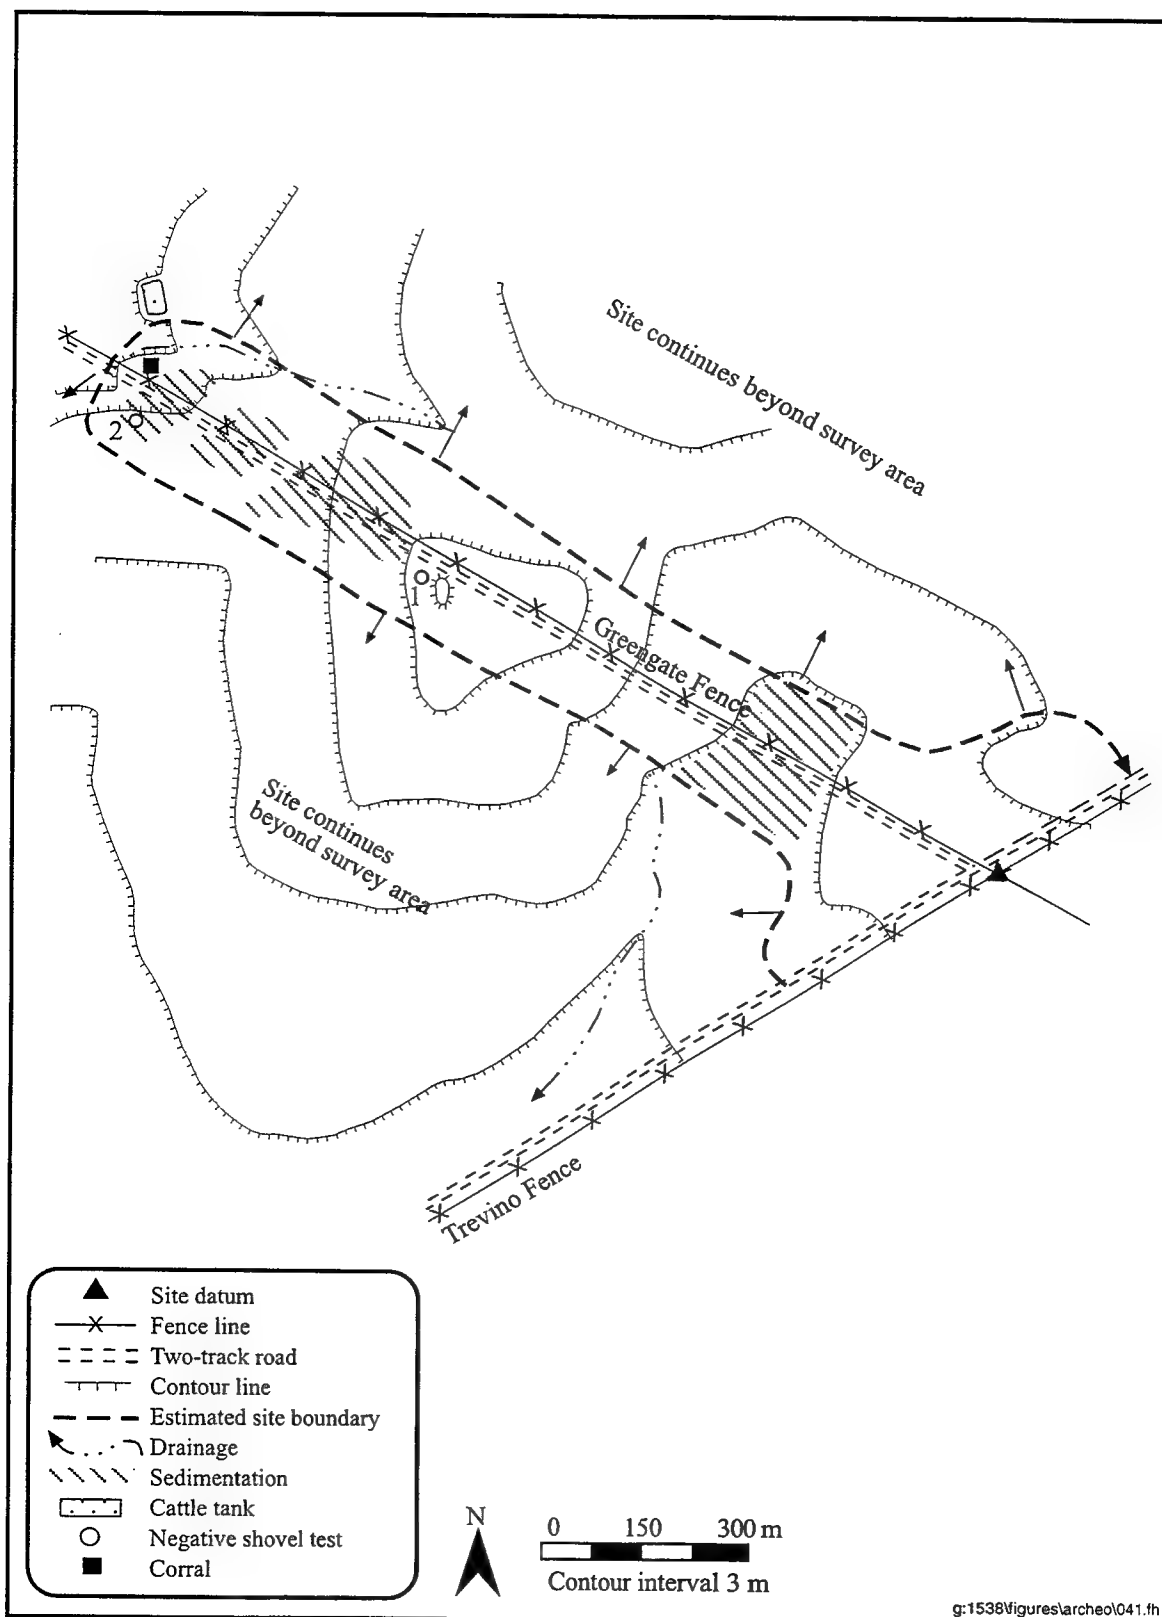 Site continues beyond survey area
2
1
Greengate Fence
Site continues
beyond survey area
Trevino Fence
Site datum
Fence line
Two-track road
Contour line
Estimated site boundary
Drainage
Sedimentation
Cattle tank
Negative shovel test
Corral
N
0 150 300 m
Contour interval 3 m
g:1538\figures\archeo\041.fh